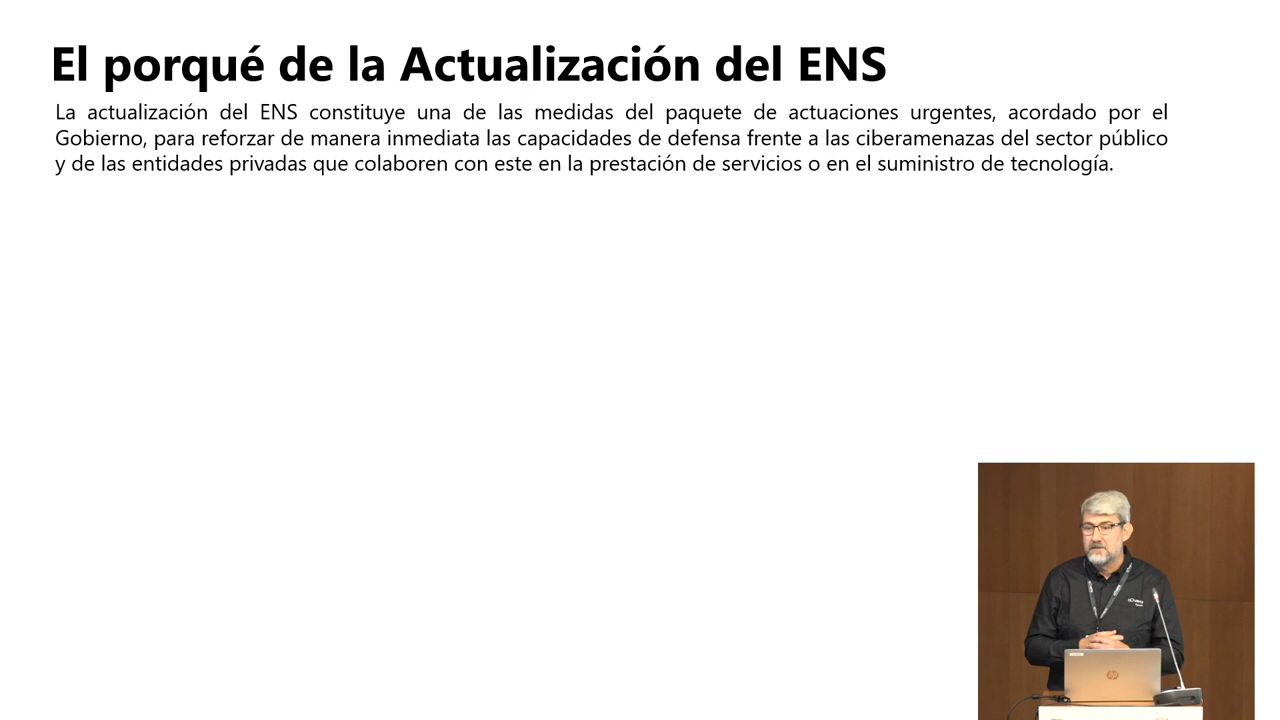 El porqué de la Actualización del ENS
La actualización del ENS constituye una de las medidas del paquete de actuaciones urgentes, acordado por el
Gobierno, para reforzar de manera inmediata las capacidades de defensa frente a las ciberamenazas del sector público
y de las entidades privadas que colaboren con este en la prestación de servicios o en el suministro de tecnología.
hp